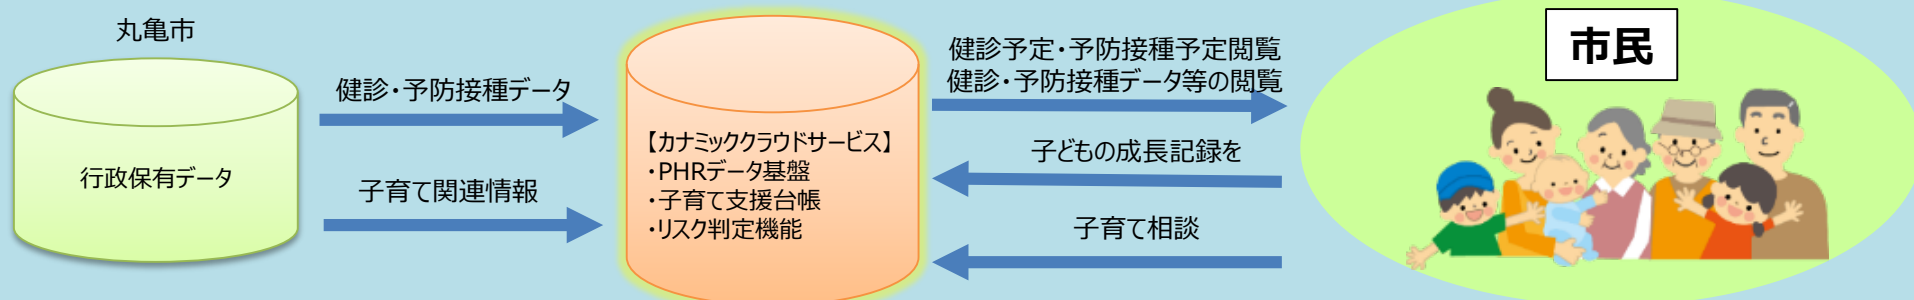 丸亀市
行政保有データ
健診・予防接種データ
子育て関連情報
【カナミッククラウドサービス】
・PHRデータ基盤
・子育て支援台帳
・リスク判定機能
健診予定・予防接種予定閲覧
健診・予防接種データ等の閲覧
子どもの成長記録を
子育て相談
市民